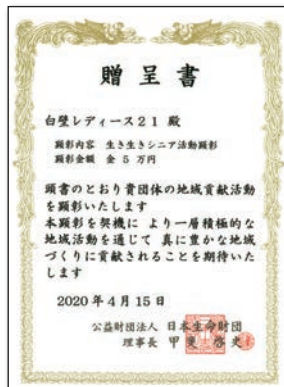 贈呈書
白壁レディース21 殿
顕彰内容 生き生きシニア活動顕彰
顕彰金額 金5万円
頭書のとおり貴団体の地域貢献活動
を顕彰いたします
本顕彰を契機に より一層積極的な
地域活動を通じて 真に豊かな地域
づくりに貢献されることを期待いた
します
2020年4月15日
公益財団法人 日本生命財団
理事長